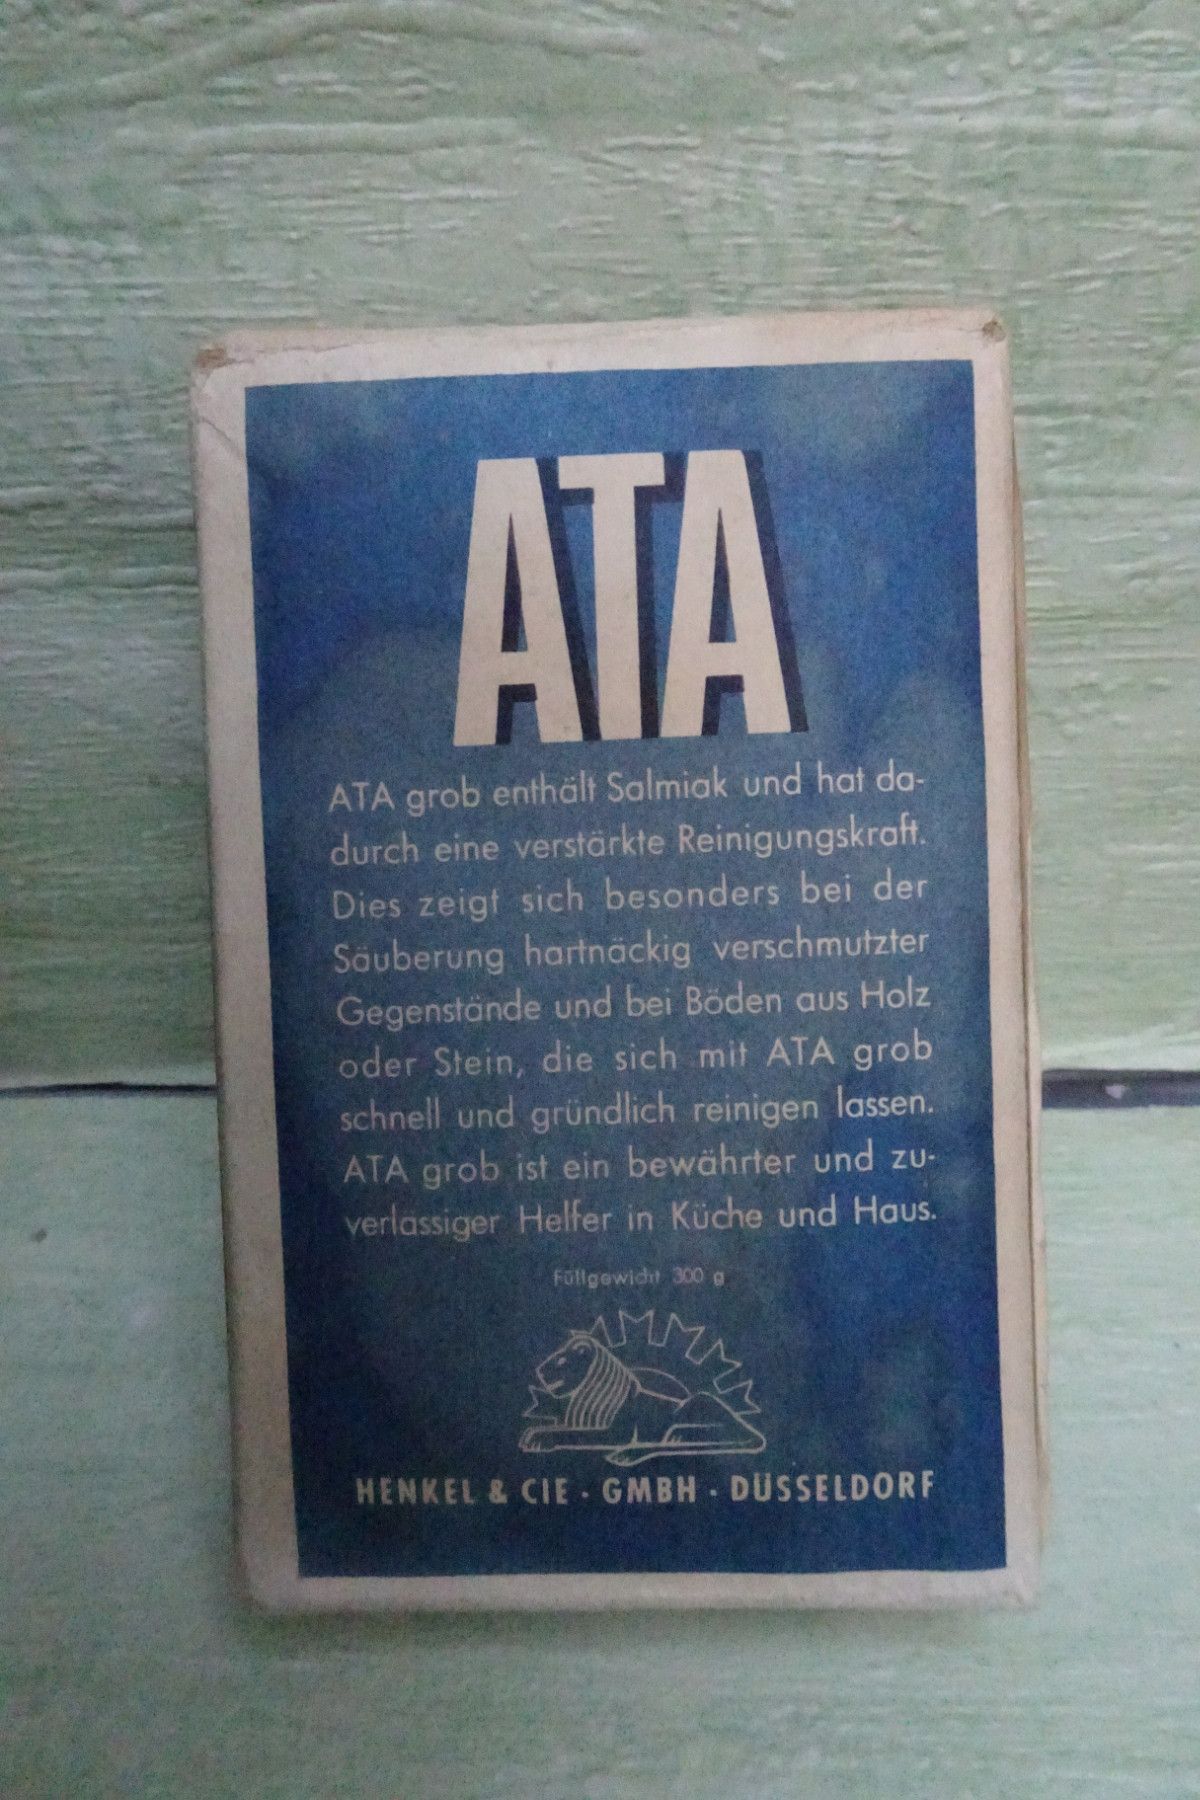 ATA
ATA grob enthält Salmiak und hat da-
durch eine verstärkte Reinigungskraft.
Dies zeigt sich besonders bei der
Säuberung hartnäckig verschmutzter
Gegenstände und bei Böden aus Holz
oder Stein, die sich mit ATA grob
schnell und gründlich reinigen lassen.
ATA grob ist ein bewährter und zu-
verlässiger Helfer in Küche und Haus.
Füllgewicht 300 g
HENKEL & CIE · GMBH · DÜSSELDORF